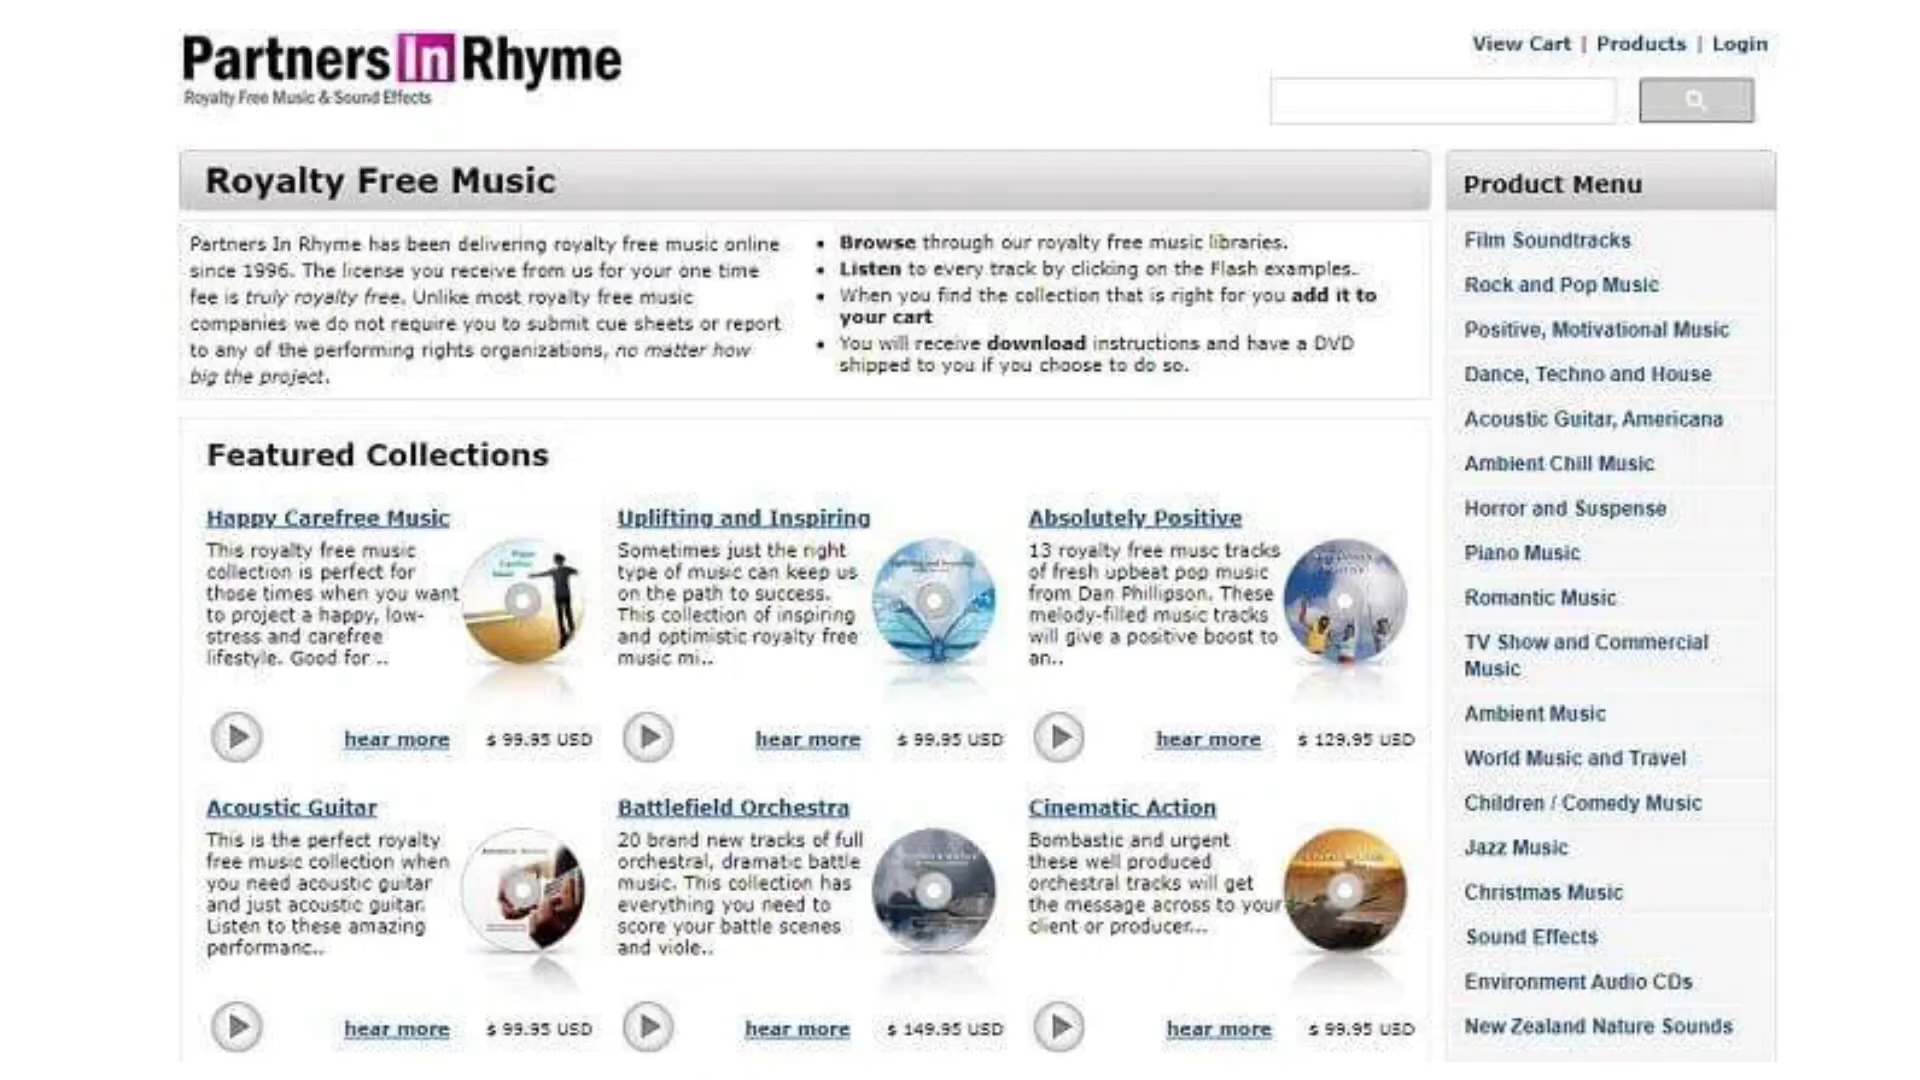 Partners In Rhyme
Royalty Free Music & Sound Effects
View Cart | Products | Login
Royalty Free Music
Partners In Rhyme has been delivering royalty free music online
since 1996. The license you receive from us for your one time
fee is truly royalty free. Unlike most royalty free music
companies we do not require you to submit cue sheets or report
to any of the performing rights organizations, no matter how
big the project.
• Browse through our royalty free music libraries.
• Listen to every track by clicking on the Flash examples.
• When you find the collection that is right for you add it to
your cart
• You will receive download instructions and have a DVD
shipped to you if you choose to do so.
Featured Collections
Happy Carefree Music
This royalty free music
collection is perfect for
those times when you want
to project a happy, low-
stress and carefree
lifestyle. Good for ..
hear more $ 99.95 USD
Uplifting and Inspiring
Sometimes just the right
type of music can keep us
on the path to success.
This collection of inspiring
and optimistic royalty free
music mi..
hear more $ 99.95 USD
Absolutely Positive
13 royalty free musc tracks
of fresh upbeat pop music
from Dan Phillipson. These
melody-filled music tracks
will give a positive boost to
an..
hear more $ 129.95 USD
Acoustic Guitar
This is the perfect royalty
free music collection when
you need acoustic guitar
and just acoustic guitar.
Listen to these amazing
performanc..
hear more $ 99.95 USD
Battlefield Orchestra
20 brand new tracks of full
orchestral, dramatic battle
music. This collection has
everything you need to
score your battle scenes
and viole..
hear more $ 149.95 USD
Cinematic Action
Bombastic and urgent
these well produced
orchestral tracks will get
the message across to your
client or producer...
hear more $ 99.95 USD
Product Menu
Film Soundtracks
Rock and Pop Music
Positive, Motivational Music
Dance, Techno and House
Acoustic Guitar, Americana
Ambient Chill Music
Horror and Suspense
Piano Music
Romantic Music
TV Show and Commercial
Music
Ambient Music
World Music and Travel
Children / Comedy Music
Jazz Music
Christmas Music
Sound Effects
Environment Audio CDs
New Zealand Nature Sounds